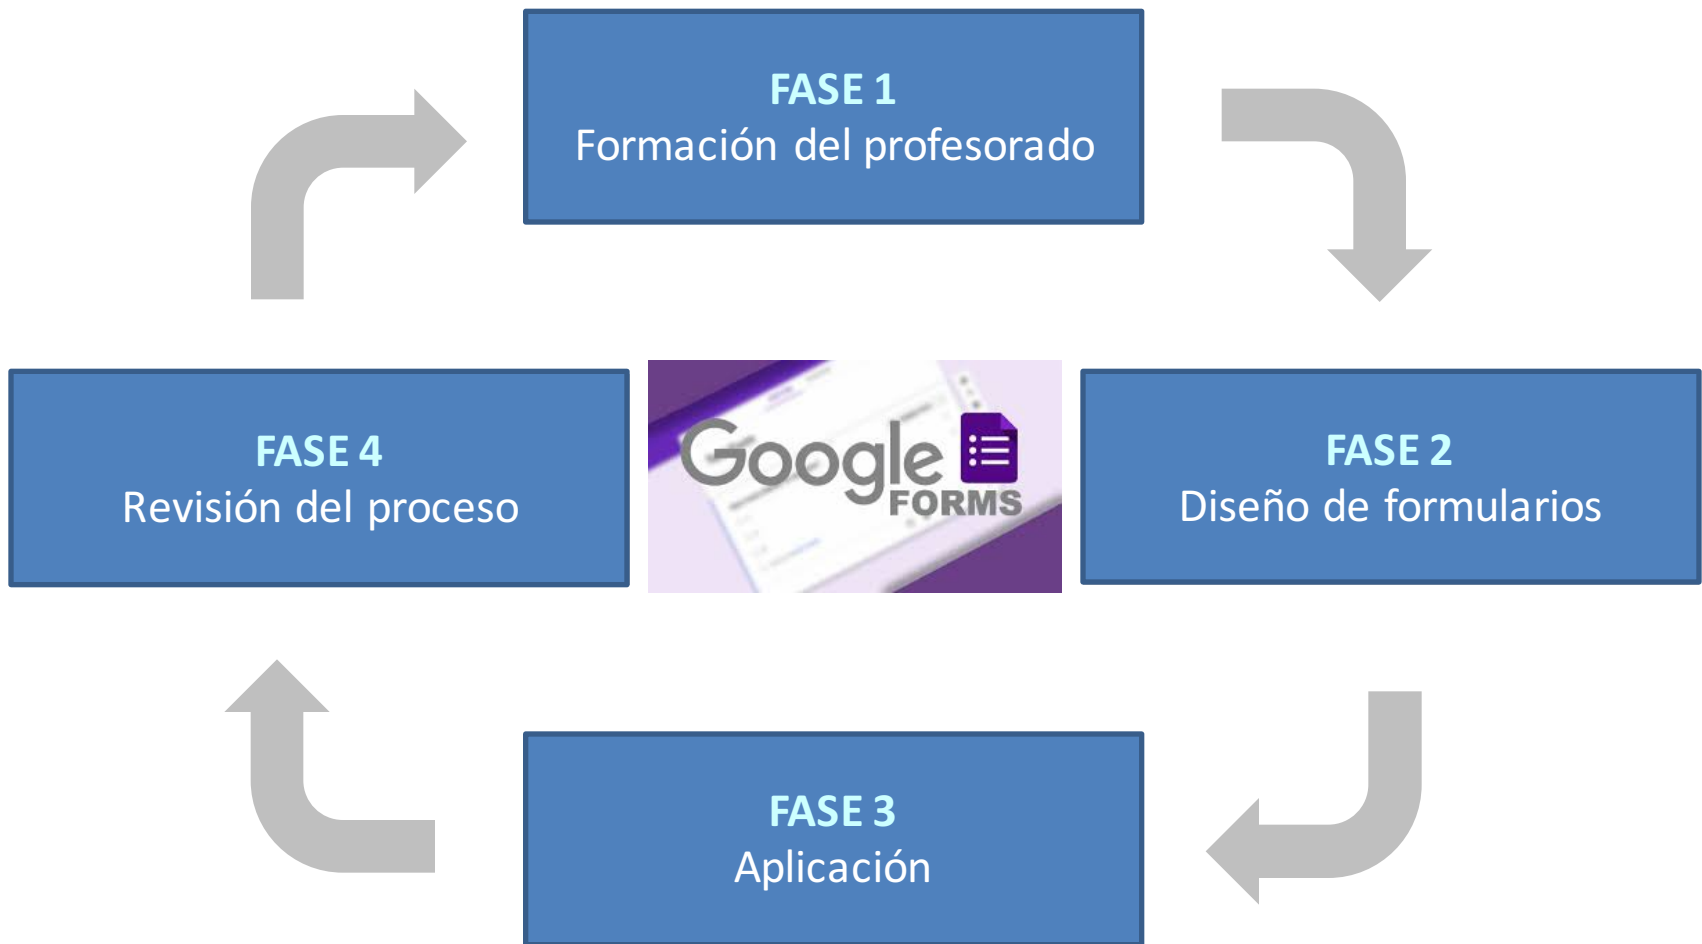 FASE 1
Formación del profesorado
FASE 4
Revisión del proceso
Google
FORMS
FASE 2
Diseño de formularios
FASE 3
Aplicación